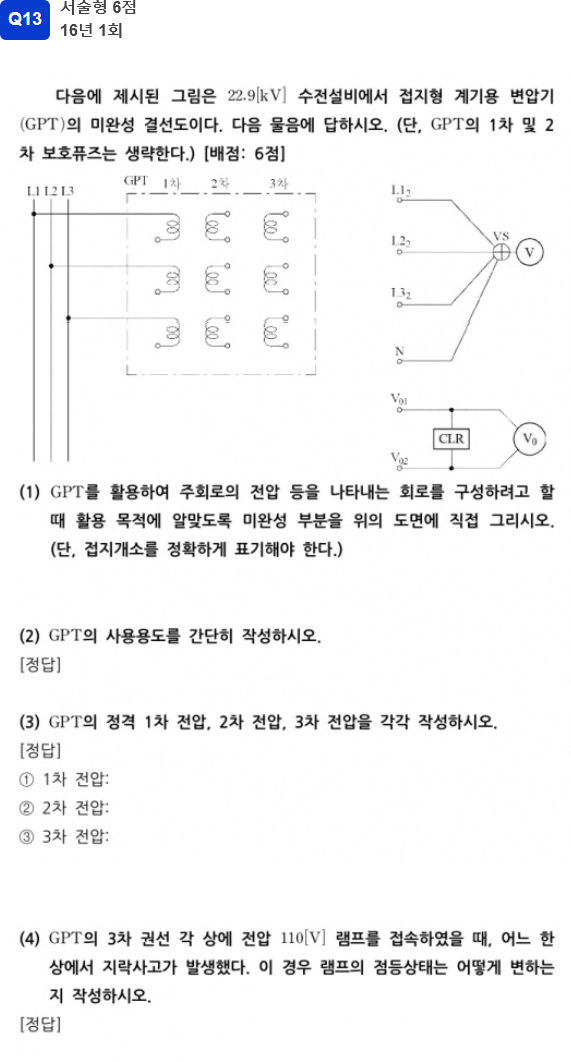 Q13
서술형 6점
16년 1회
다음에 제시된 그림은 22.9[kV] 수전설비에서 접지형 계기용 변압기
(GPT)의 미완성 결선도이다. 다음 물음에 답하시오. (단, GPT의 1차 및 2
차 보호퓨즈는 생략한다.) [배점: 6점]
L1 L2 L3
GPT 1차 2차 3차
L1₂
L2₂
L3₂
N
VS
V
V₀₁
CLR
V₀
V₀₂
(1) GPT를 활용하여 주회로의 전압 등을 나타내는 회로를 구성하려고 할
때 활용 목적에 알맞도록 미완성 부분을 위의 도면에 직접 그리시오.
(단, 접지개소를 정확하게 표기해야 한다.)
(2) GPT의 사용용도를 간단히 작성하시오.
[정답]
(3) GPT의 정격 1차 전압, 2차 전압, 3차 전압을 각각 작성하시오.
[정답]
① 1차 전압:
② 2차 전압:
③ 3차 전압:
(4) GPT의 3차 권선 각 상에 전압 110[V] 램프를 접속하였을 때, 어느 한
상에서 지락사고가 발생했다. 이 경우 램프의 점등상태는 어떻게 변하는
지 작성하시오.
[정답]